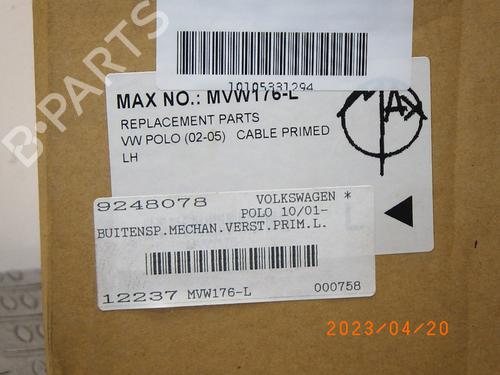 B-PARTS
10105331294
MAX NO.: MVW176-L
REPLACEMENT PARTS
VW POLO (02-05) CABLE PRIMED
LH
MAX
9248078 VOLKSWAGEN *
POLO 10/01-
BUITENSP.MECHAN.VERST.PRIM.L.
12237 MVW176-L 000758
2023/04/20